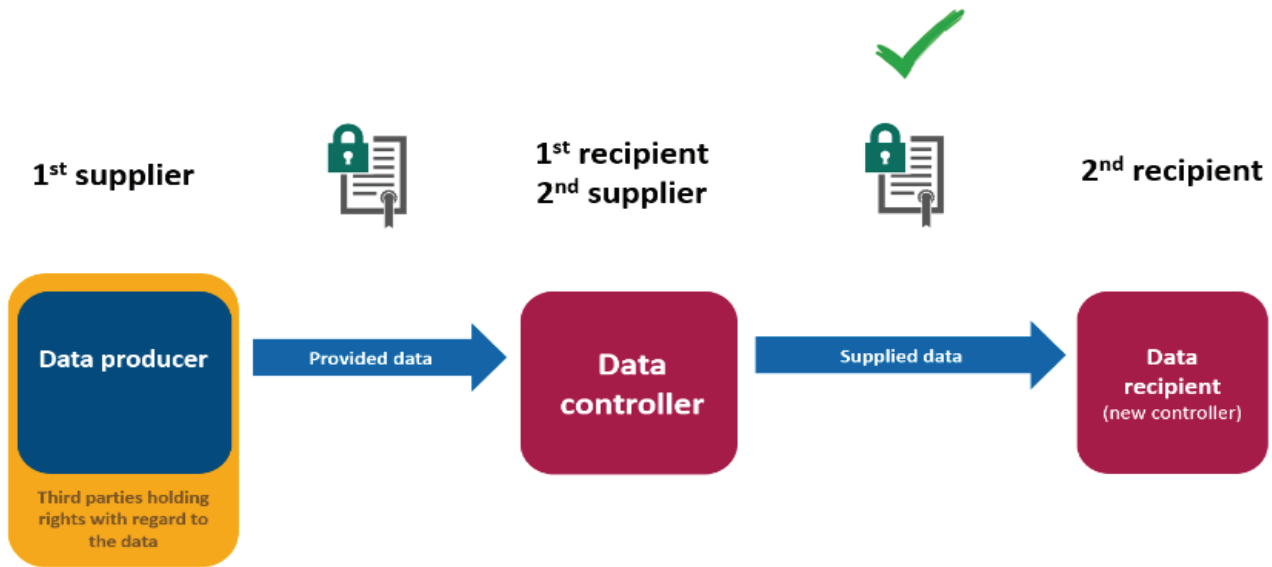 1st supplier
1st recipient
2nd supplier
2nd recipient
Data producer
Third parties holding
rights with regard to
the data
Provided data
Data
controller
Supplied data
Data
recipient
(new controller)